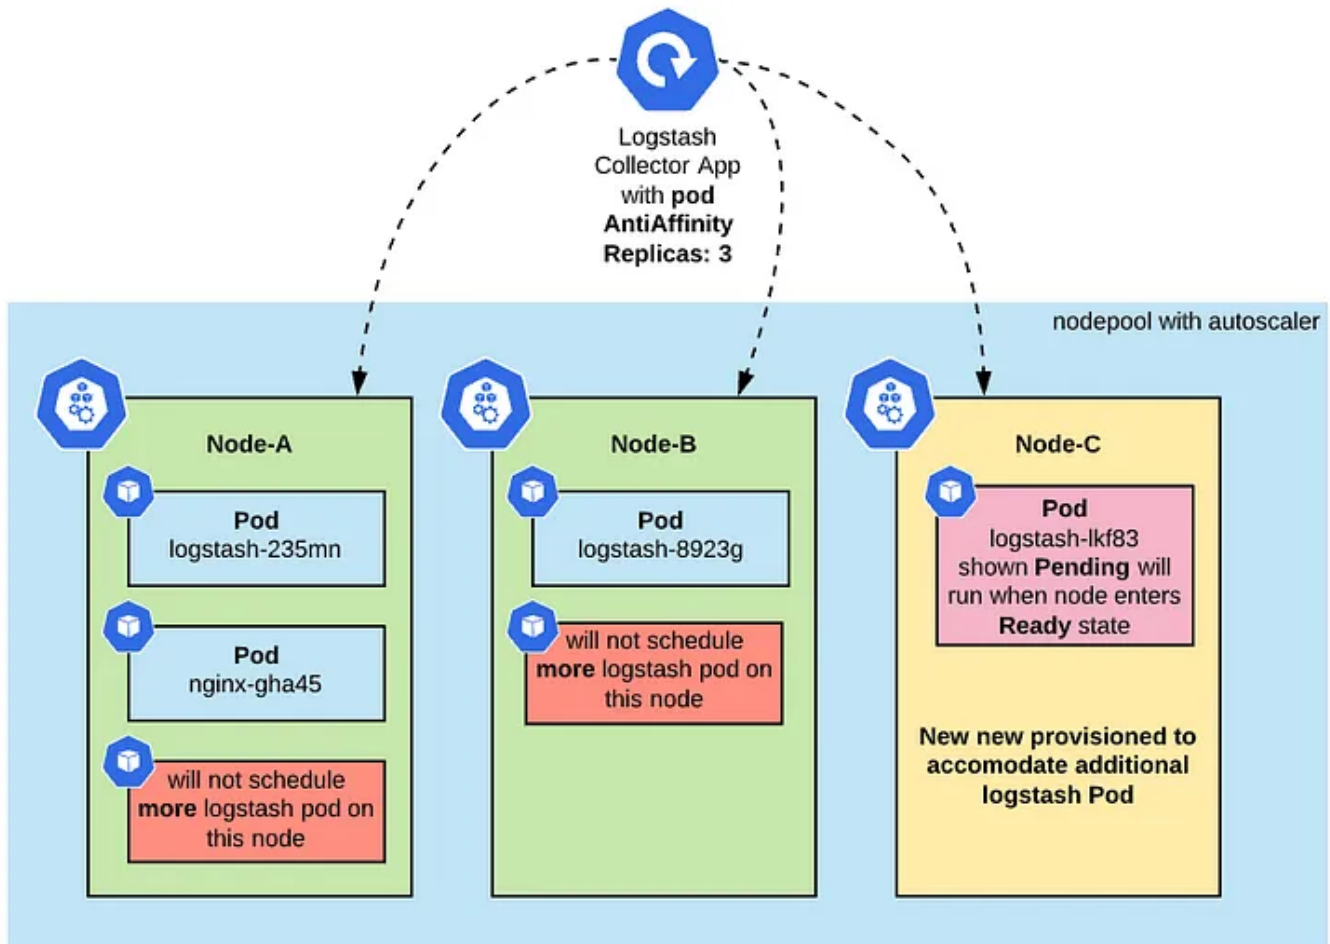 Logstash
Collector App
with pod
AntiAffinity
Replicas: 3
nodepool with autoscaler
Node-A
Pod
logstash-235mn
Pod
nginx-gha45
will not schedule
more logstash pod on
this node
Node-B
Pod
logstash-8923g
will not schedule
more logstash pod on
this node
Node-C
Pod
logstash-lkf83
shown Pending will
run when node enters
Ready state
New new provisioned to
accomodate additional
logstash Pod